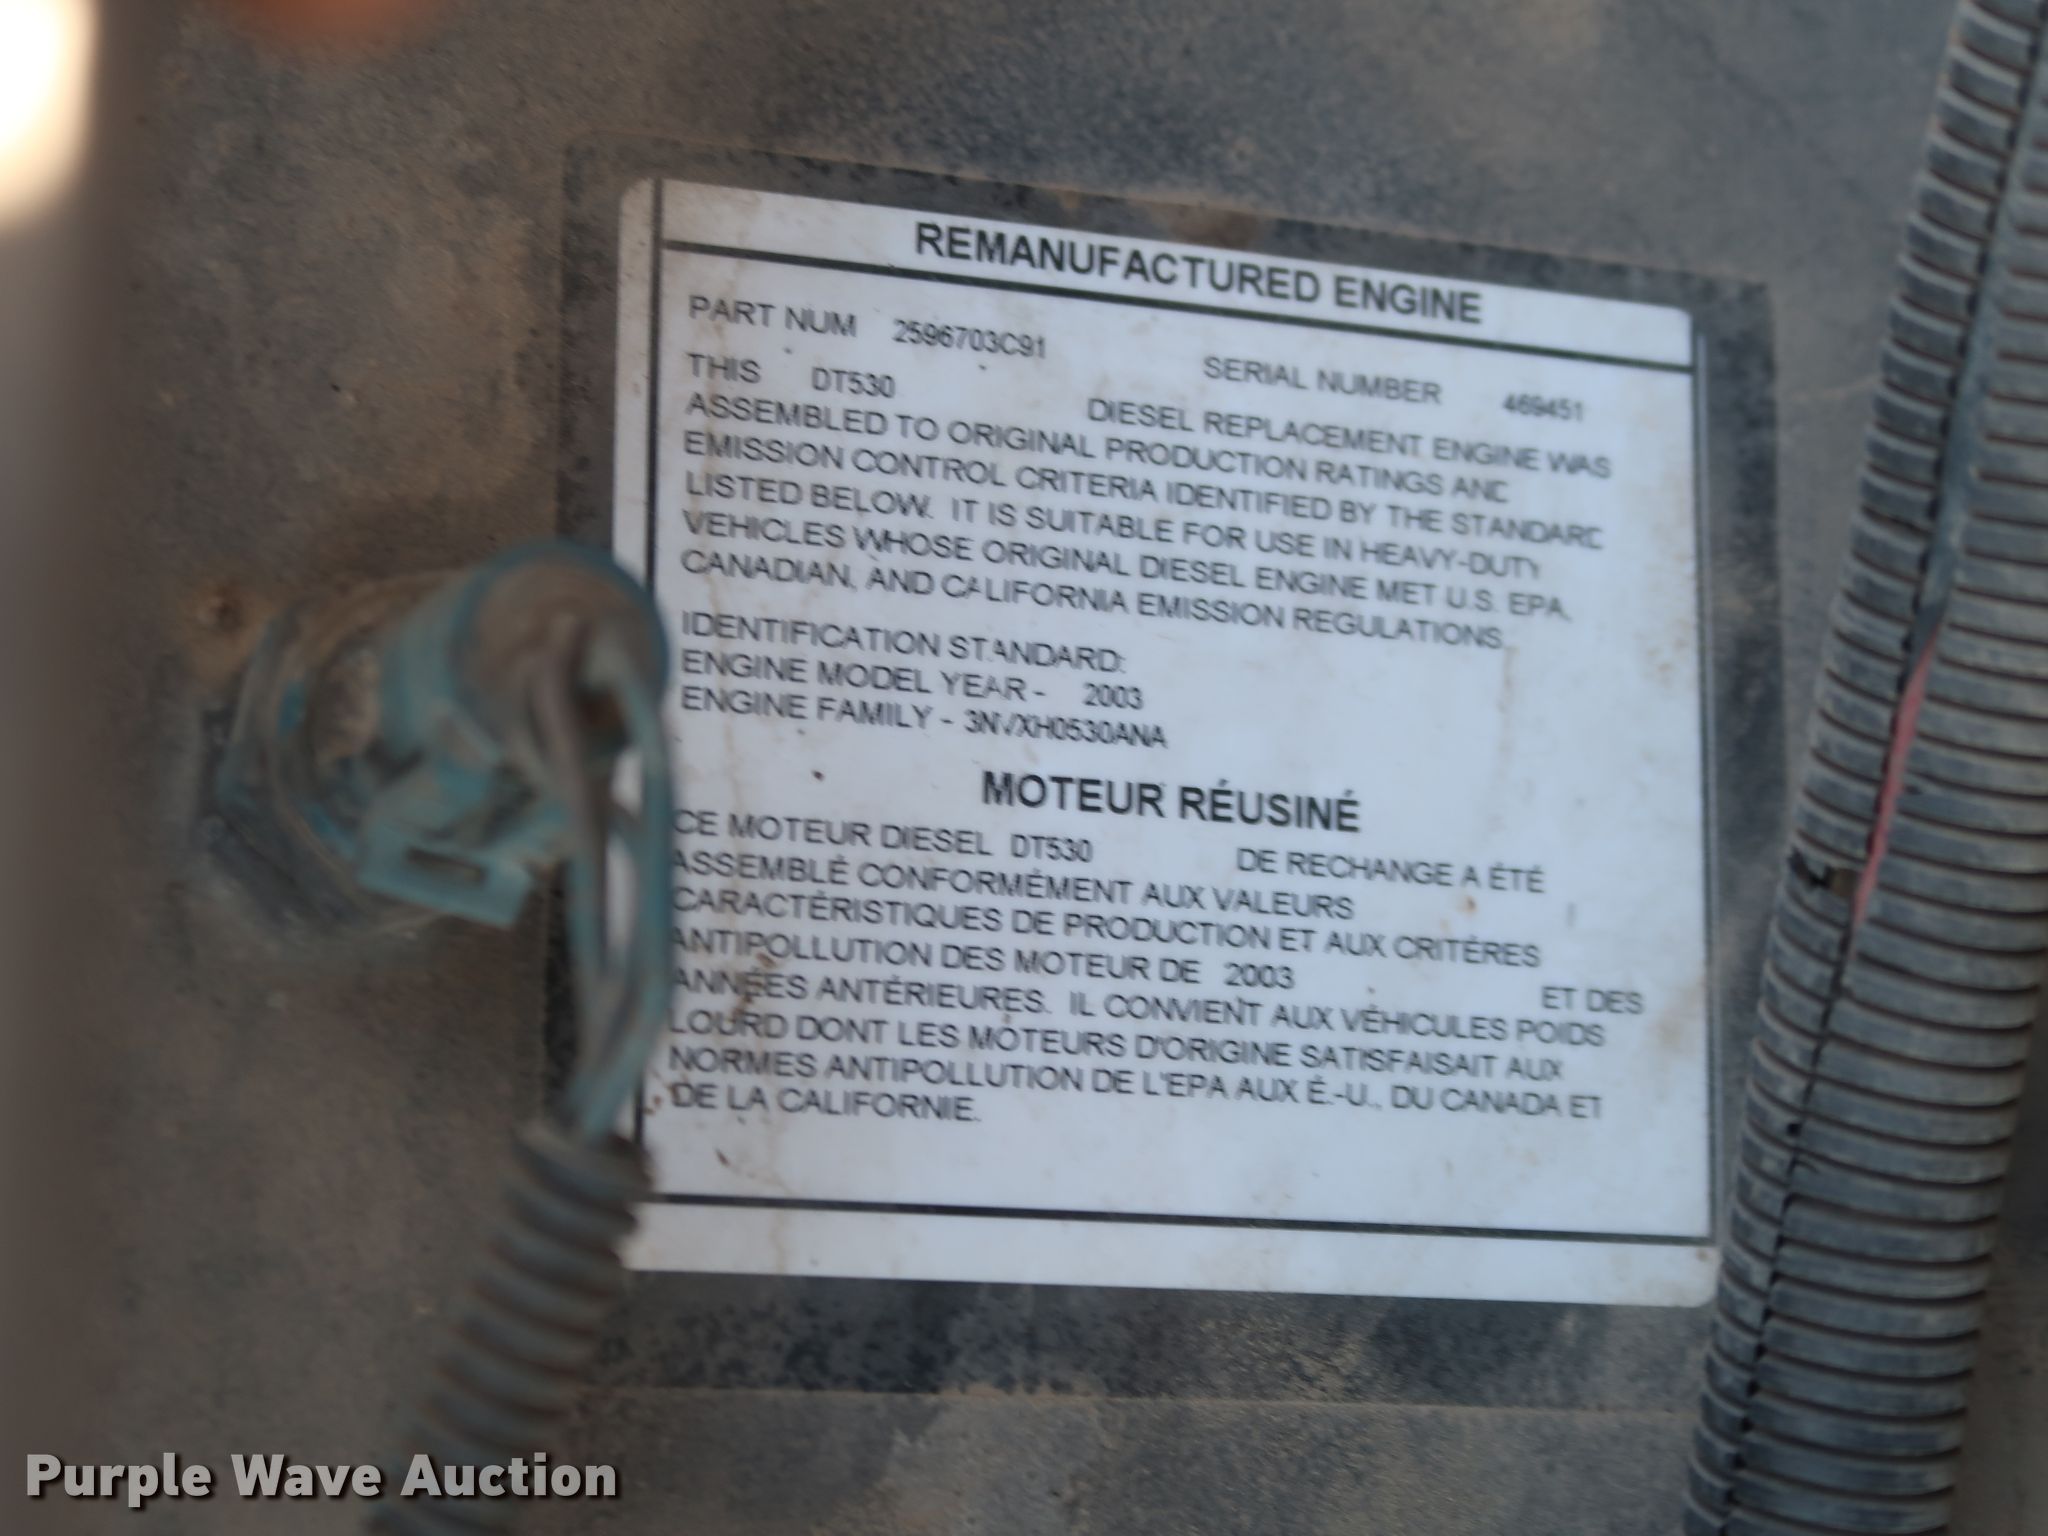 REMANUFACTURED ENGINE
PART NUM 2596703C91 SERIAL NUMBER 469451
THIS DT530 DIESEL REPLACEMENT ENGINE WAS
ASSEMBLED TO ORIGINAL PRODUCTION RATINGS AND
EMISSION CONTROL CRITERIA IDENTIFIED BY THE STANDARD
LISTED BELOW. IT IS SUITABLE FOR USE IN HEAVY-DUTY
VEHICLES WHOSE ORIGINAL DIESEL ENGINE MET U.S. EPA,
CANADIAN, AND CALIFORNIA EMISSION REGULATIONS.
IDENTIFICATION STANDARD:
ENGINE MODEL YEAR - 2003
ENGINE FAMILY - 3NVXH0530ANA
MOTEUR RÉUSINÉ
CE MOTEUR DIESEL DT530 DE RECHANGE A ÉTÉ
ASSEMBLÉ CONFORMÉMENT AUX VALEURS
CARACTÉRISTIQUES DE PRODUCTION ET AUX CRITÉRES
ANTIPOLLUTION DES MOTEUR DE 2003 ET DES
ANNÉES ANTÉRIEURES. IL CONVIENT AUX VÉHICULES POIDS
LOURD DONT LES MOTEURS D'ORIGINE SATISFAISAIT AUX
NORMES ANTIPOLLUTION DE L'EPA AUX É.-U., DU CANADA ET
DE LA CALIFORNIE.
Purple Wave Auction